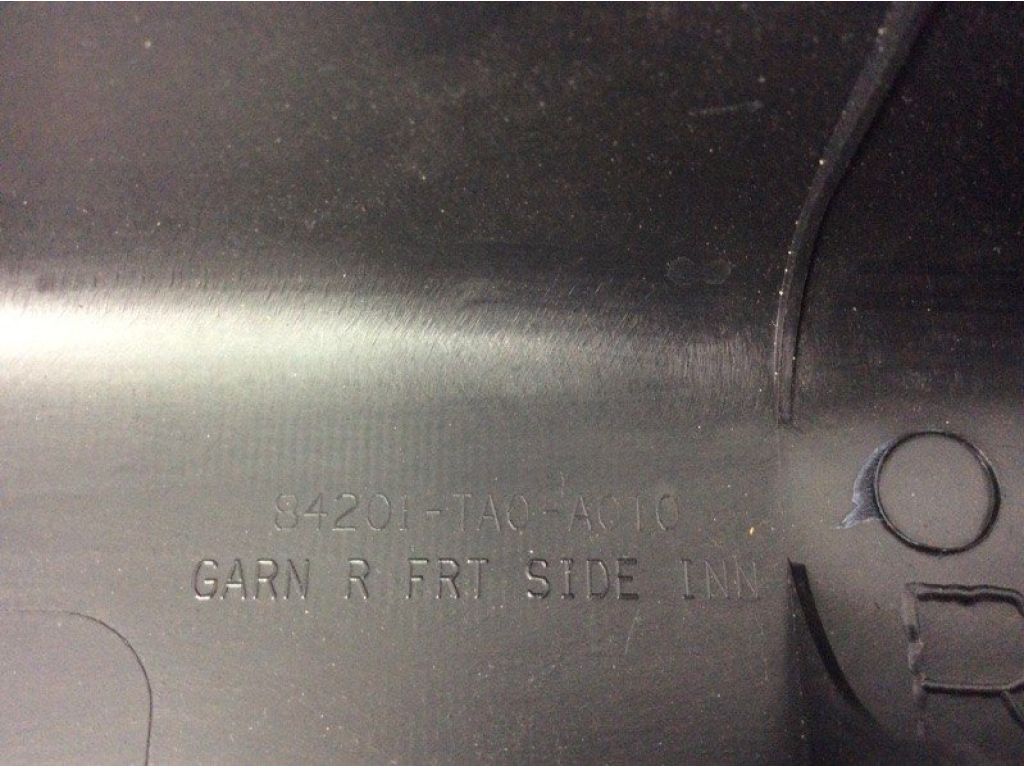 84201-TA0-A010
GARN R FRT SIDE INN
R